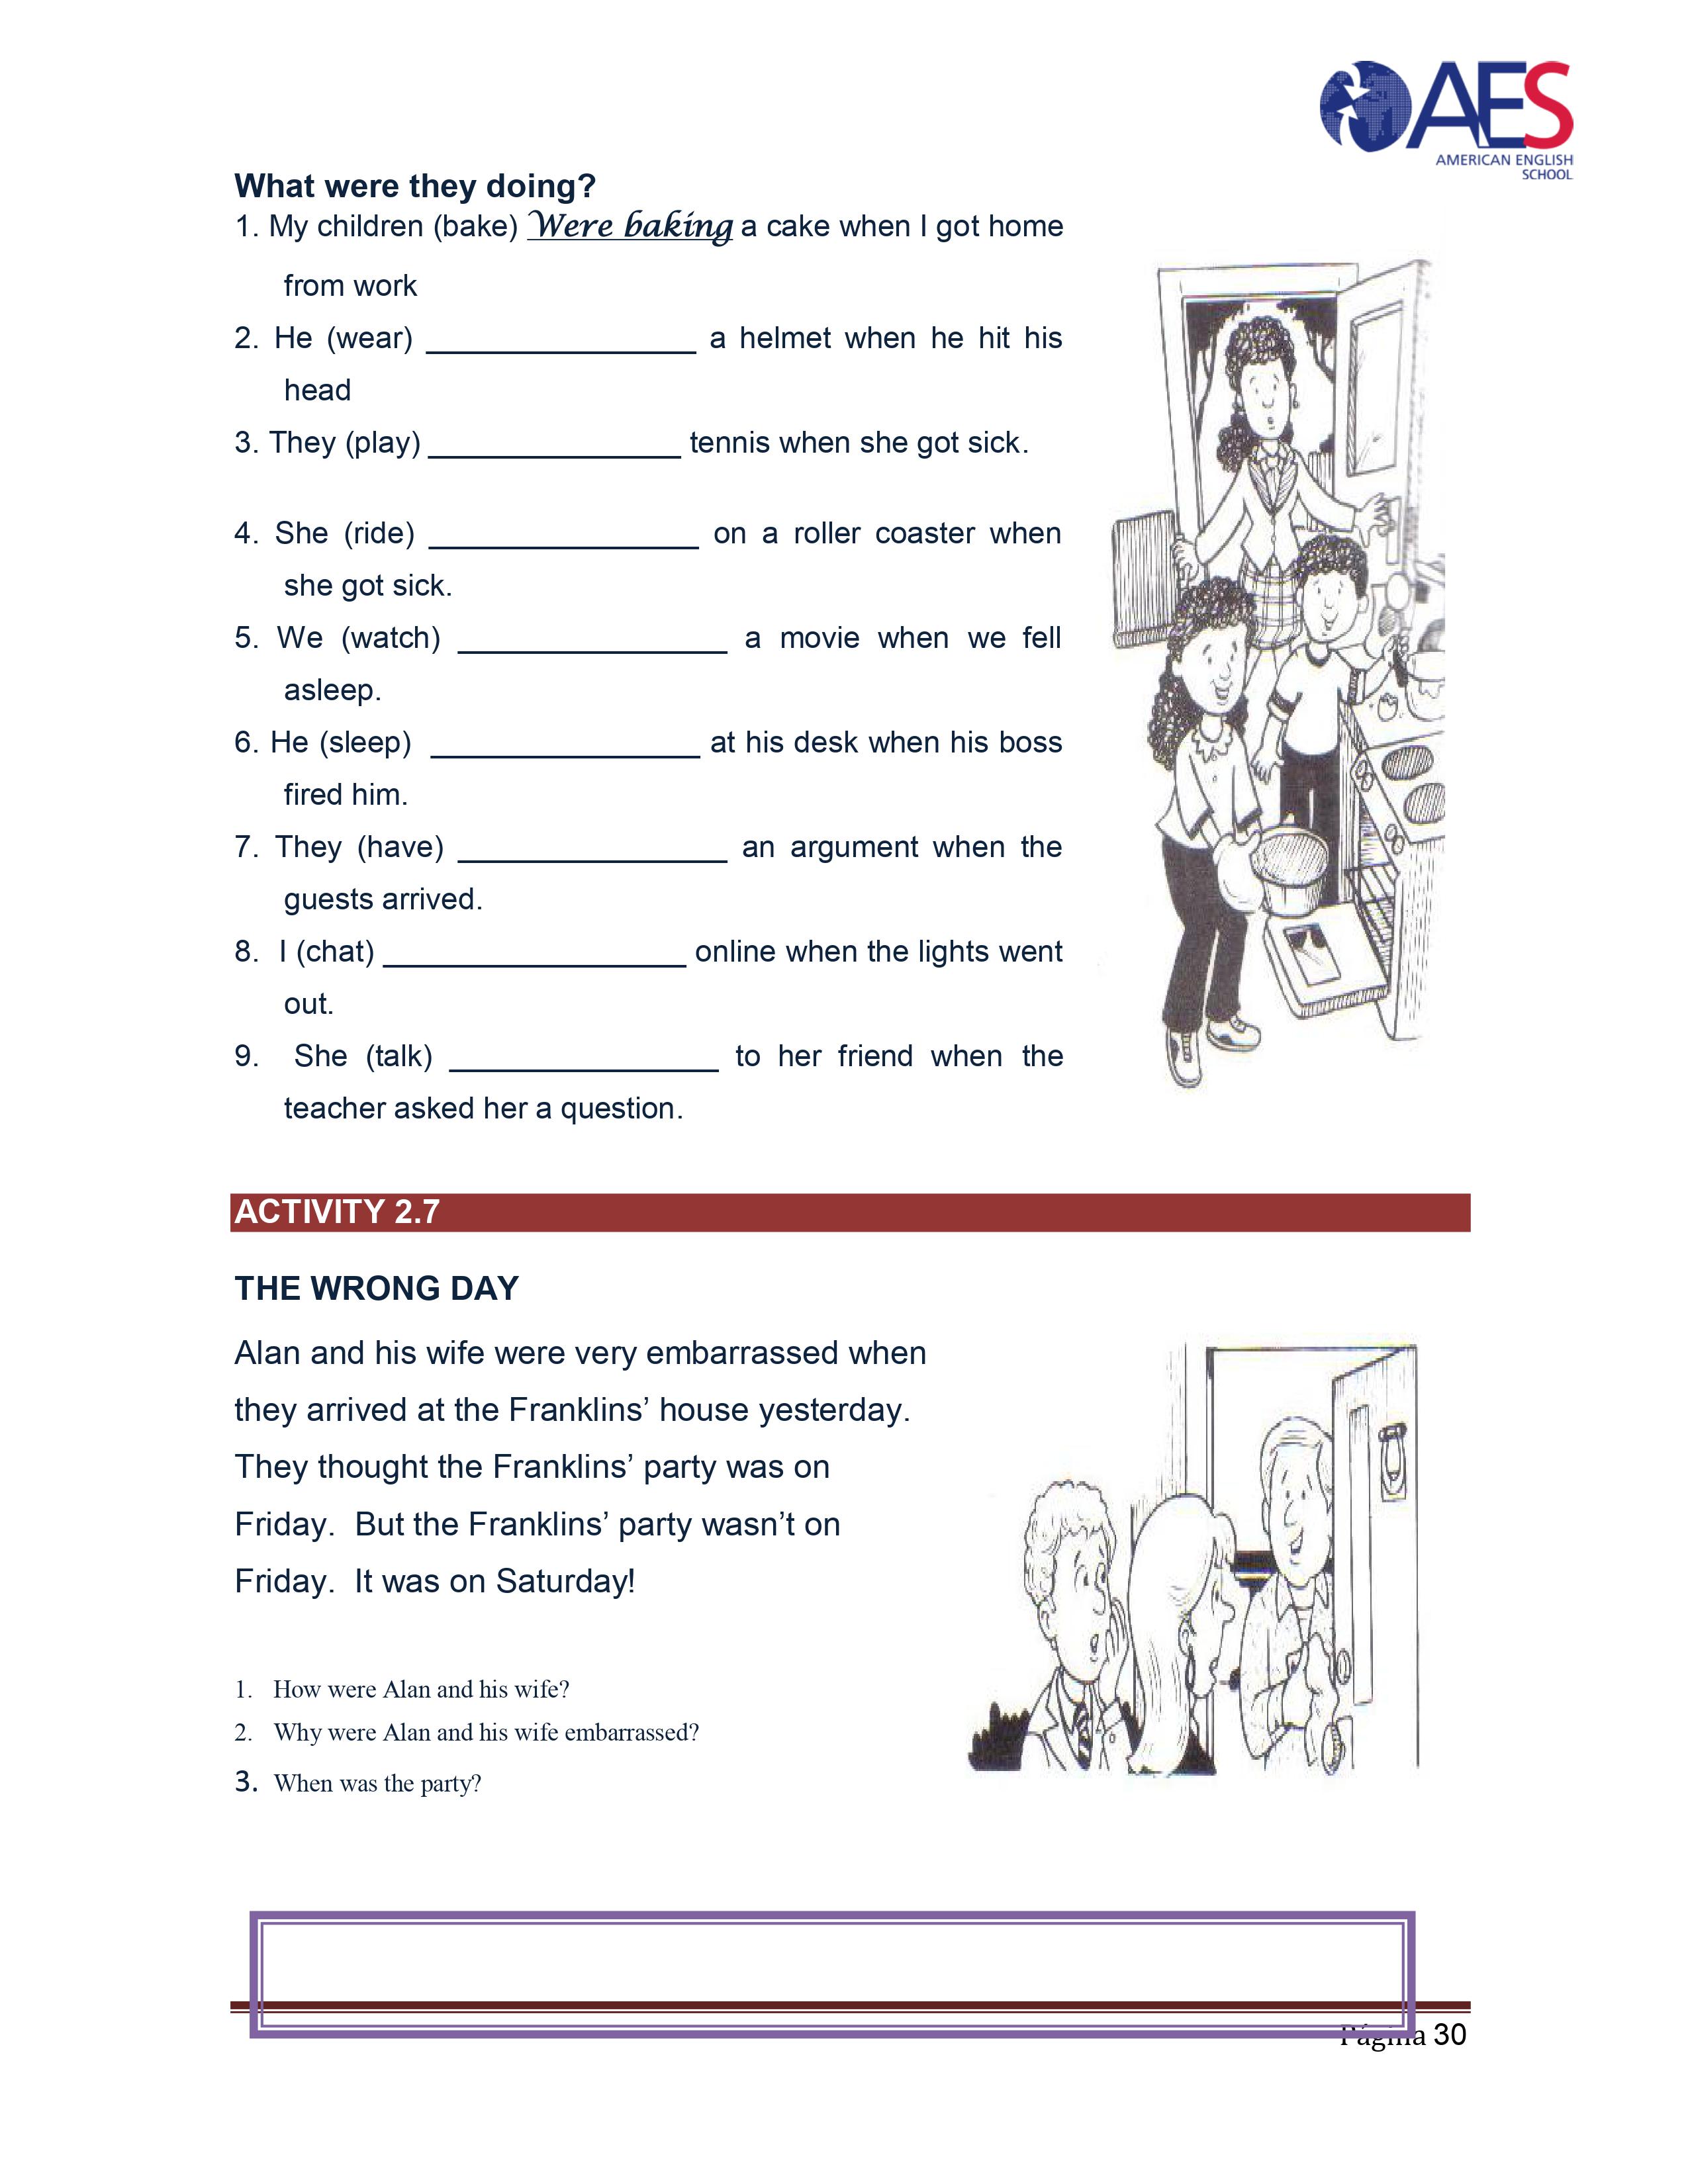 AES
AMERICAN ENGLISH
SCHOOL
What were they doing?
1. My children (bake) Were baking a cake when I got home
from work
2. He (wear) ________________ a helmet when he hit his
head
3. They (play) _______________ tennis when she got sick.
4. She (ride) ________________ on a roller coaster when
she got sick.
5. We (watch) ________________ a movie when we fell
asleep.
6. He (sleep) ________________ at his desk when his boss
fired him.
7. They (have) ________________ an argument when the
guests arrived.
8. I (chat) __________________ online when the lights went
out.
9. She (talk) ________________ to her friend when the
teacher asked her a question.
ACTIVITY 2.7
THE WRONG DAY
Alan and his wife were very embarrassed when
they arrived at the Franklins’ house yesterday.
They thought the Franklins’ party was on
Friday. But the Franklins’ party wasn’t on
Friday. It was on Saturday!
1. How were Alan and his wife?
2. Why were Alan and his wife embarrassed?
3. When was the party?
Página 30